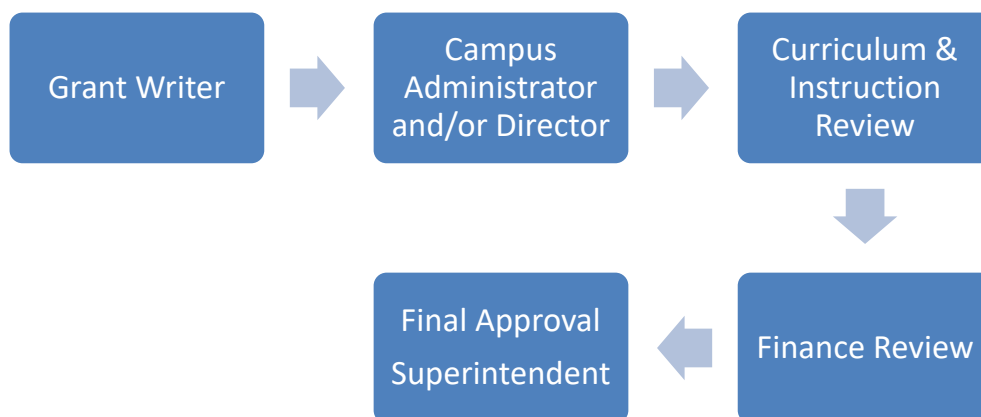 Grant Writer
Campus
Administrator
and/or Director
Curriculum &
Instruction
Review
Finance Review
Final Approval
Superintendent